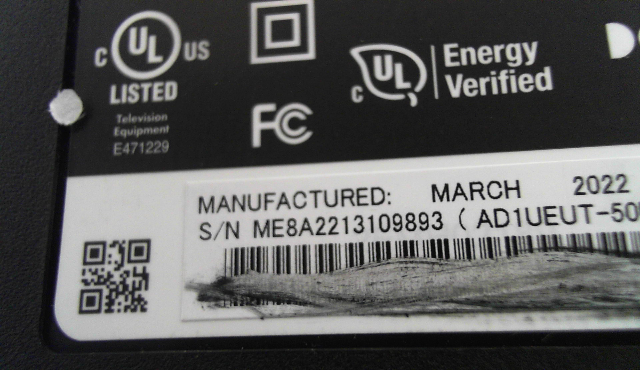 C UL US
LISTED
Television
Equipment
E471229
FC
C UL Energy
Verified
MANUFACTURED: MARCH 2022
S/N ME8A2213109893 ( AD1UEUT-50